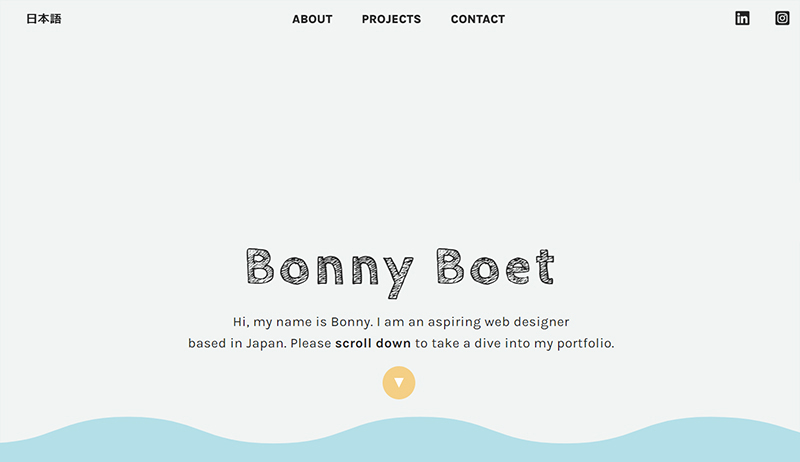 日本語
ABOUT
PROJECTS
CONTACT
Bonny Boet
Hi, my name is Bonny. I am an aspiring web designer
based in Japan. Please scroll down to take a dive into my portfolio.